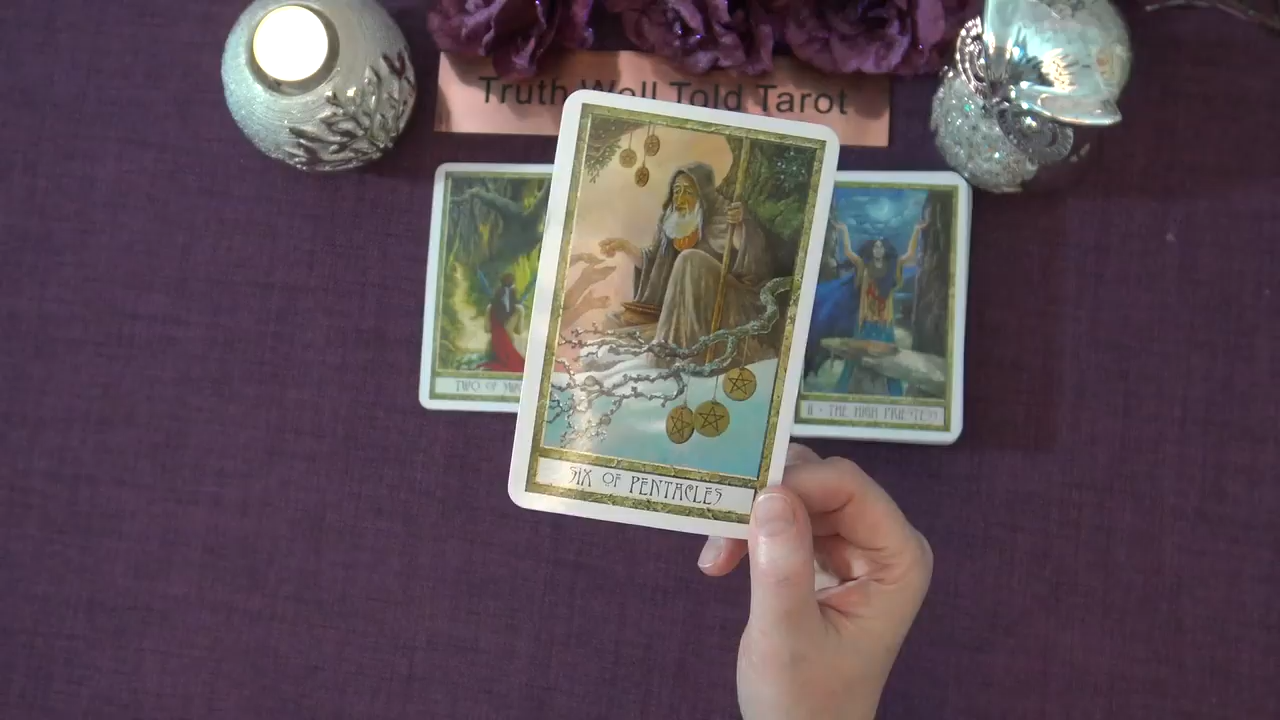 Truth Well Told Tarot
TWO OF
II - THE HIGH PRIESTESS
SIX OF PENTACLES